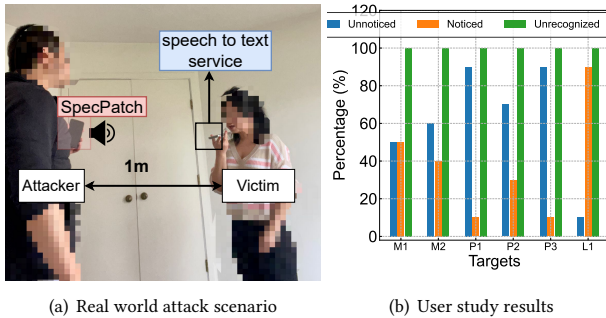 speech to text
service
SpecPatch
1m
Attacker
Victim
(a) Real world attack scenario
120
Unnoticed Noticed Unrecognized
100
80
60
40
20
0
Percentage (%)
M1 M2 P1 P2 P3 L1
Targets
(b) User study results